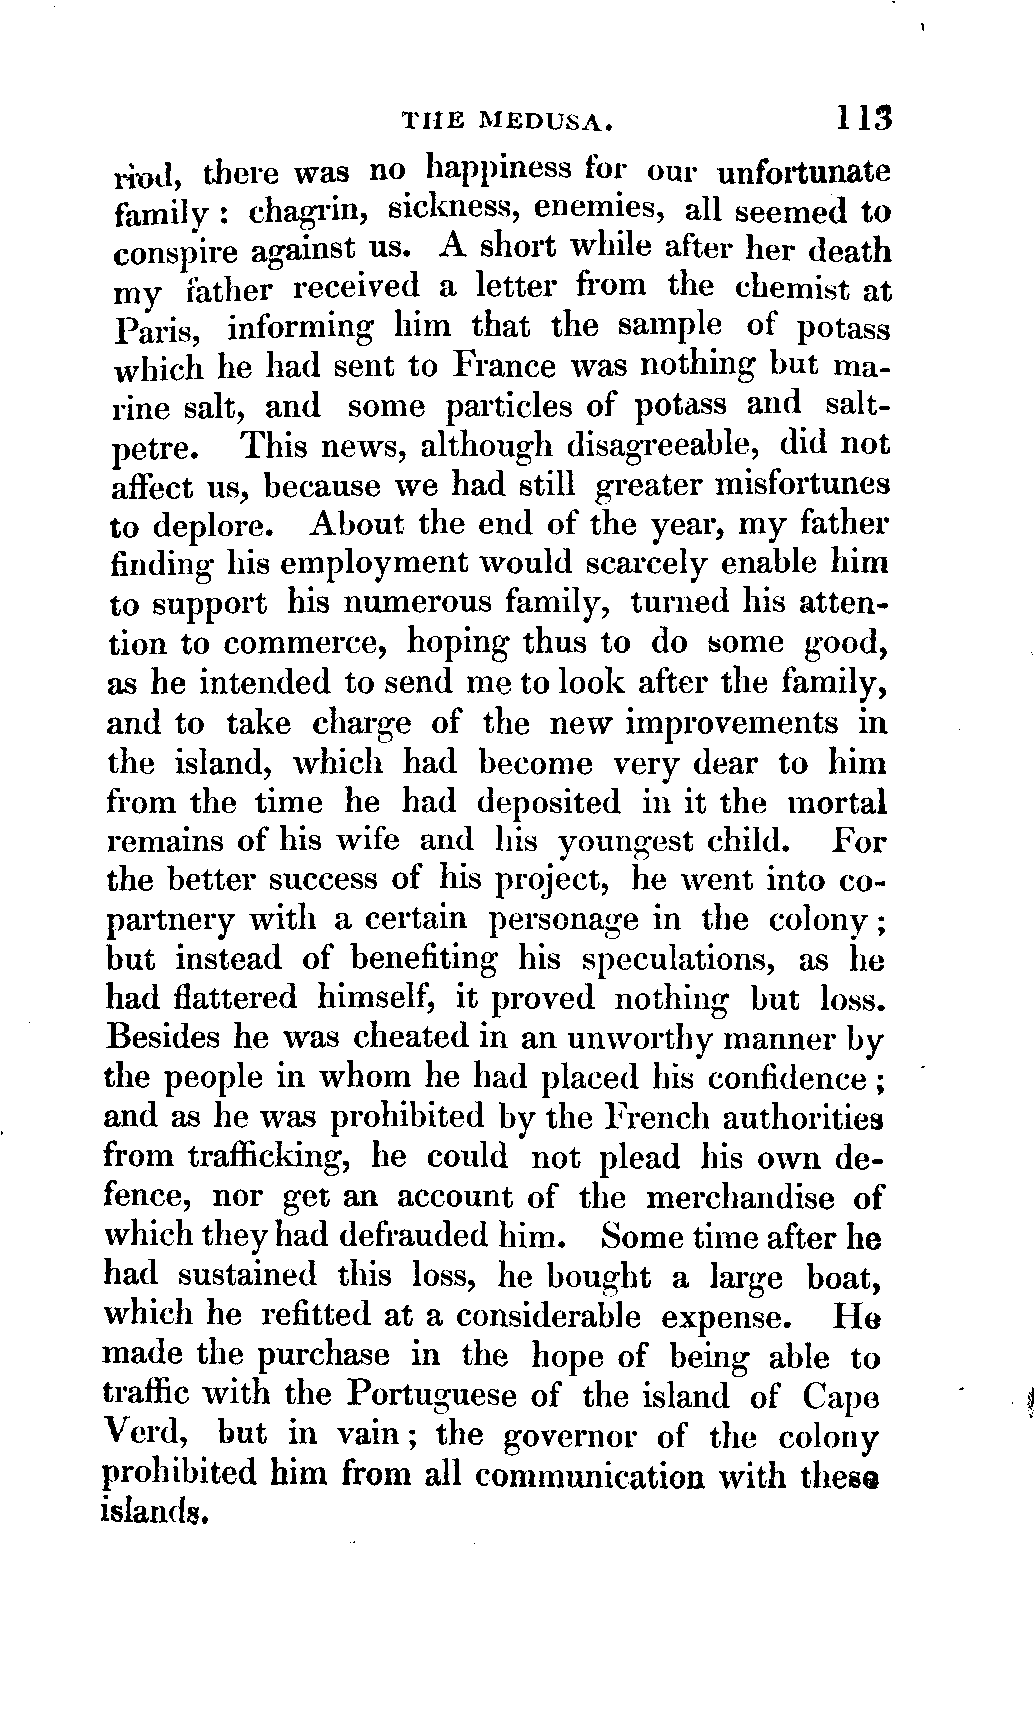 THE MEDUSA. 113
riod, there was no happiness for our unfortunate
family : chagrin, sickness, enemies, all seemed to
conspire against us. A short while after her death
my father received a letter from the chemist at
Paris, informing him that the sample of potass
which he had sent to France was nothing but ma-
rine salt, and some particles of potass and salt-
petre. This news, although disagreeable, did not
affect us, because we had still greater misfortunes
to deplore. About the end of the year, my father
finding his employment would scarcely enable him
to support his numerous family, turned his atten-
tion to commerce, hoping thus to do some good,
as he intended to send me to look after the family,
and to take charge of the new improvements in
the island, which had become very dear to him
from the time he had deposited in it the mortal
remains of his wife and his youngest child. For
the better success of his project, he went into co-
partnery with a certain personage in the colony ;
but instead of benefiting his speculations, as he
had flattered himself, it proved nothing but loss.
Besides he was cheated in an unworthy manner by
the people in whom he had placed his confidence ;
and as he was prohibited by the French authorities
from trafficking, he could not plead his own de-
fence, nor get an account of the merchandise of
which they had defrauded him. Some time after he
had sustained this loss, he bought a large boat,
which he refitted at a considerable expense. He
made the purchase in the hope of being able to
traffic with the Portuguese of the island of Cape
Verd, but in vain ; the governor of the colony
prohibited him from all communication with these
islands.